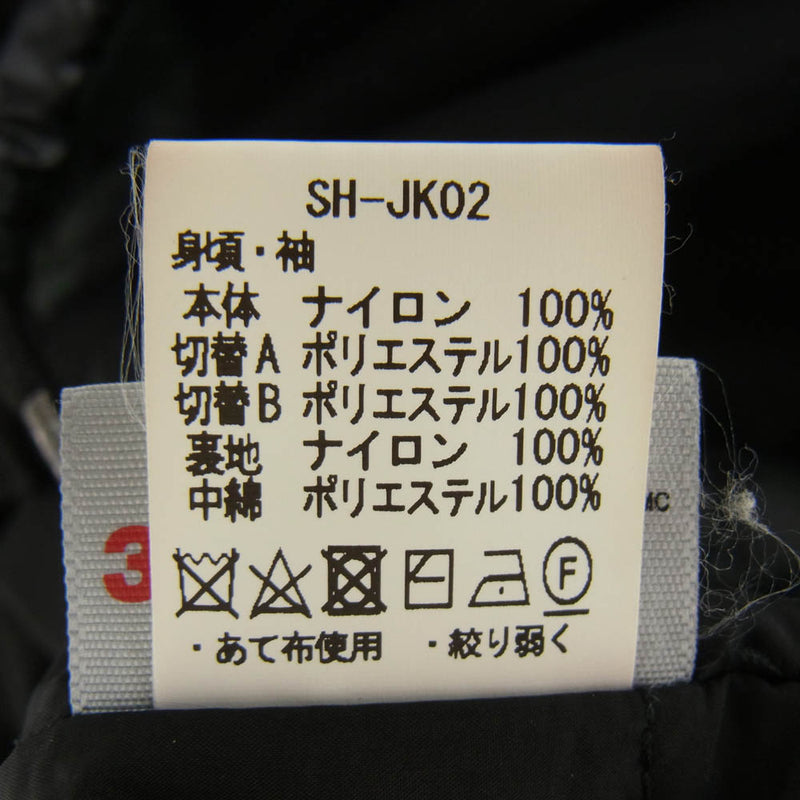 SH-JK02
身頃・袖
本体 ナイロン 100%
切替A ポリエステル100%
切替B ポリエステル100%
裏地 ナイロン 100%
中綿 ポリエステル100%
3
MC
F
・あて布使用 ・絞り弱く